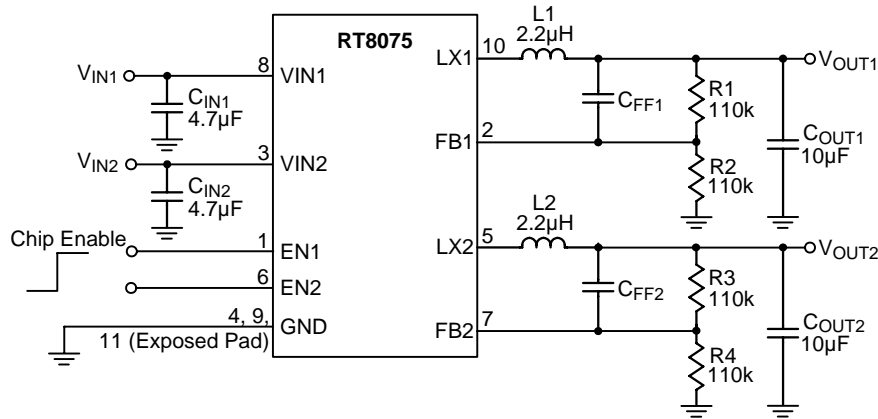 RT8075
V_IN1
8
VIN1
C_IN1
4.7μF
V_IN2
3
VIN2
C_IN2
4.7μF
Chip Enable
1
EN1
6
EN2
4, 9,
GND
11 (Exposed Pad)
LX1
10
L1
2.2μH
V_OUT1
C_FF1
R1
110k
FB1
2
R2
110k
C_OUT1
10μF
LX2
5
L2
2.2μH
V_OUT2
C_FF2
R3
110k
FB2
7
R4
110k
C_OUT2
10μF